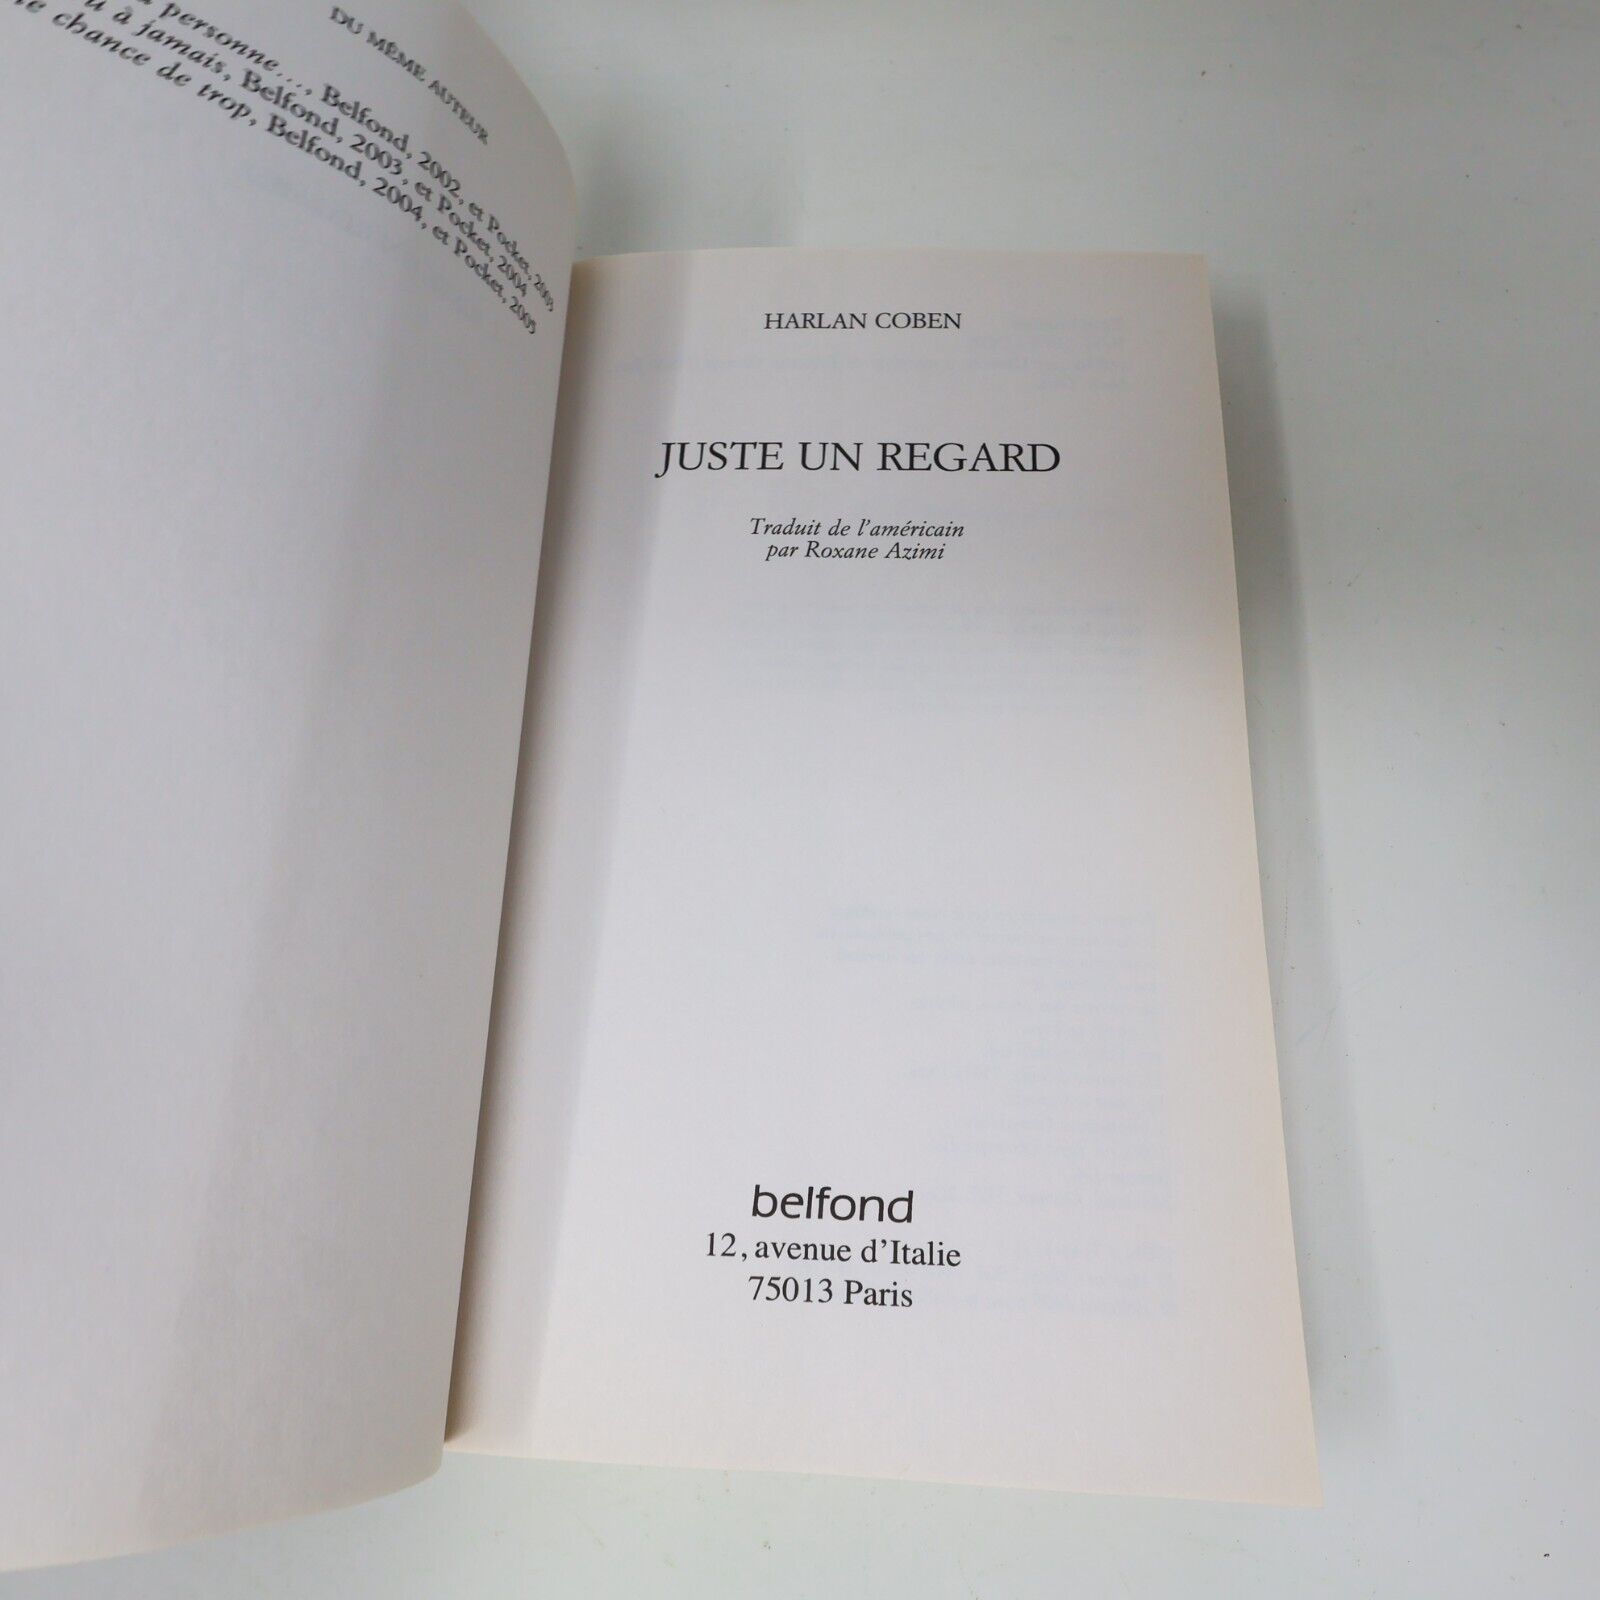 DU MÊME AUTEUR
personne..., Belfond, 2002, et Pocket, 2003
à jamais, Belfond, 2003, et Pocket, 2004
chance de trop, Belfond, 2004, et Pocket, 2005
HARLAN COBEN
JUSTE UN REGARD
Traduit de l'américain
par Roxane Azimi
belfond
12, avenue d'Italie
75013 Paris